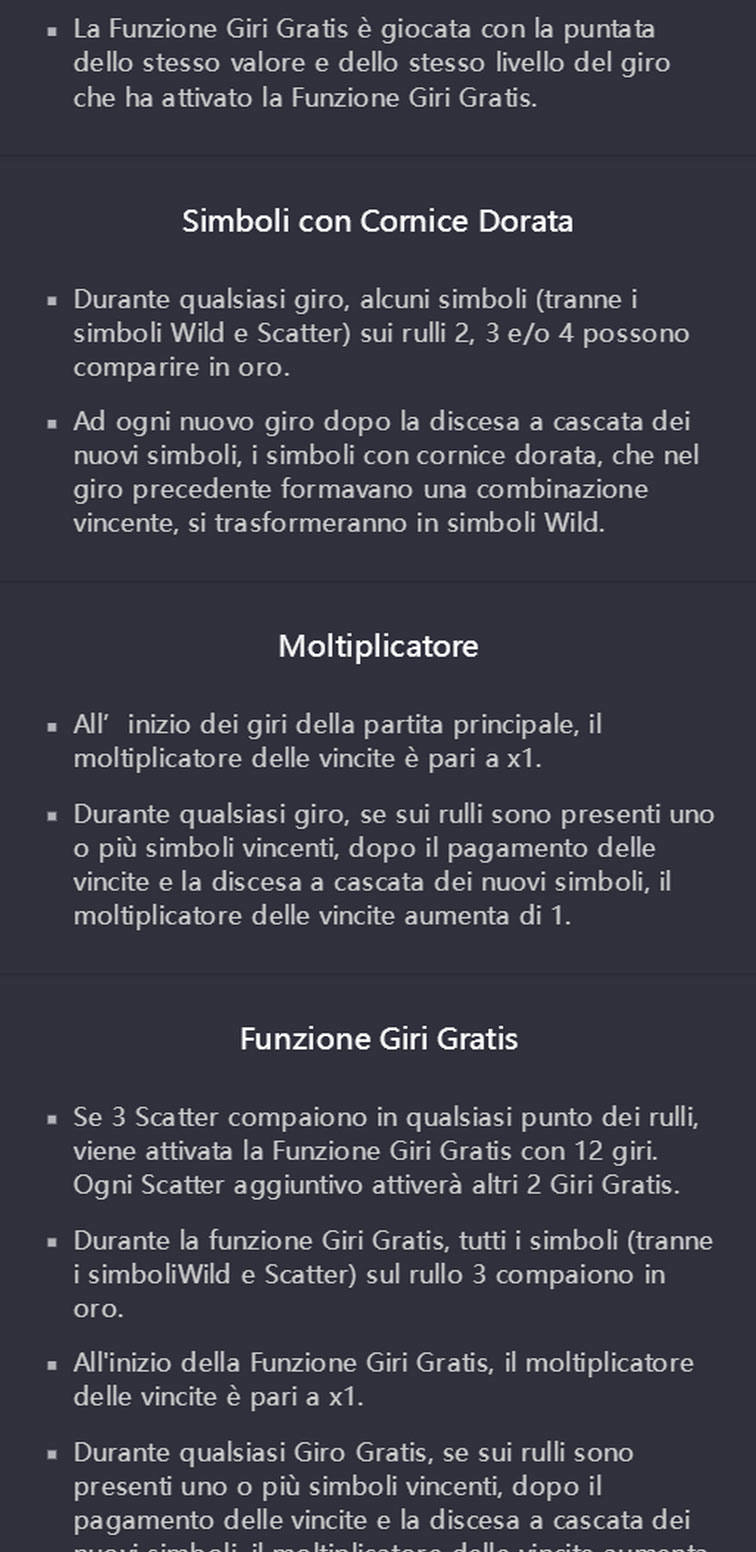 ▪ La Funzione Giri Gratis è giocata con la puntata
dello stesso valore e dello stesso livello del giro
che ha attivato la Funzione Giri Gratis.
Simboli con Cornice Dorata
▪ Durante qualsiasi giro, alcuni simboli (tranne i
simboli Wild e Scatter) sui rulli 2, 3 e/o 4 possono
comparire in oro.
▪ Ad ogni nuovo giro dopo la discesa a cascata dei
nuovi simboli, i simboli con cornice dorata, che nel
giro precedente formavano una combinazione
vincente, si trasformeranno in simboli Wild.
Moltiplicatore
▪ All’ inizio dei giri della partita principale, il
moltiplicatore delle vincite è pari a x1.
▪ Durante qualsiasi giro, se sui rulli sono presenti uno
o più simboli vincenti, dopo il pagamento delle
vincite e la discesa a cascata dei nuovi simboli, il
moltiplicatore delle vincite aumenta di 1.
Funzione Giri Gratis
▪ Se 3 Scatter compaiono in qualsiasi punto dei rulli,
viene attivata la Funzione Giri Gratis con 12 giri.
Ogni Scatter aggiuntivo attiverà altri 2 Giri Gratis.
▪ Durante la funzione Giri Gratis, tutti i simboli (tranne
i simboliWild e Scatter) sul rullo 3 compaiono in
oro.
▪ All'inizio della Funzione Giri Gratis, il moltiplicatore
delle vincite è pari a x1.
▪ Durante qualsiasi Giro Gratis, se sui rulli sono
presenti uno o più simboli vincenti, dopo il
pagamento delle vincite e la discesa a cascata dei
nuovi simboli, il moltiplicatore delle vincite aumenta